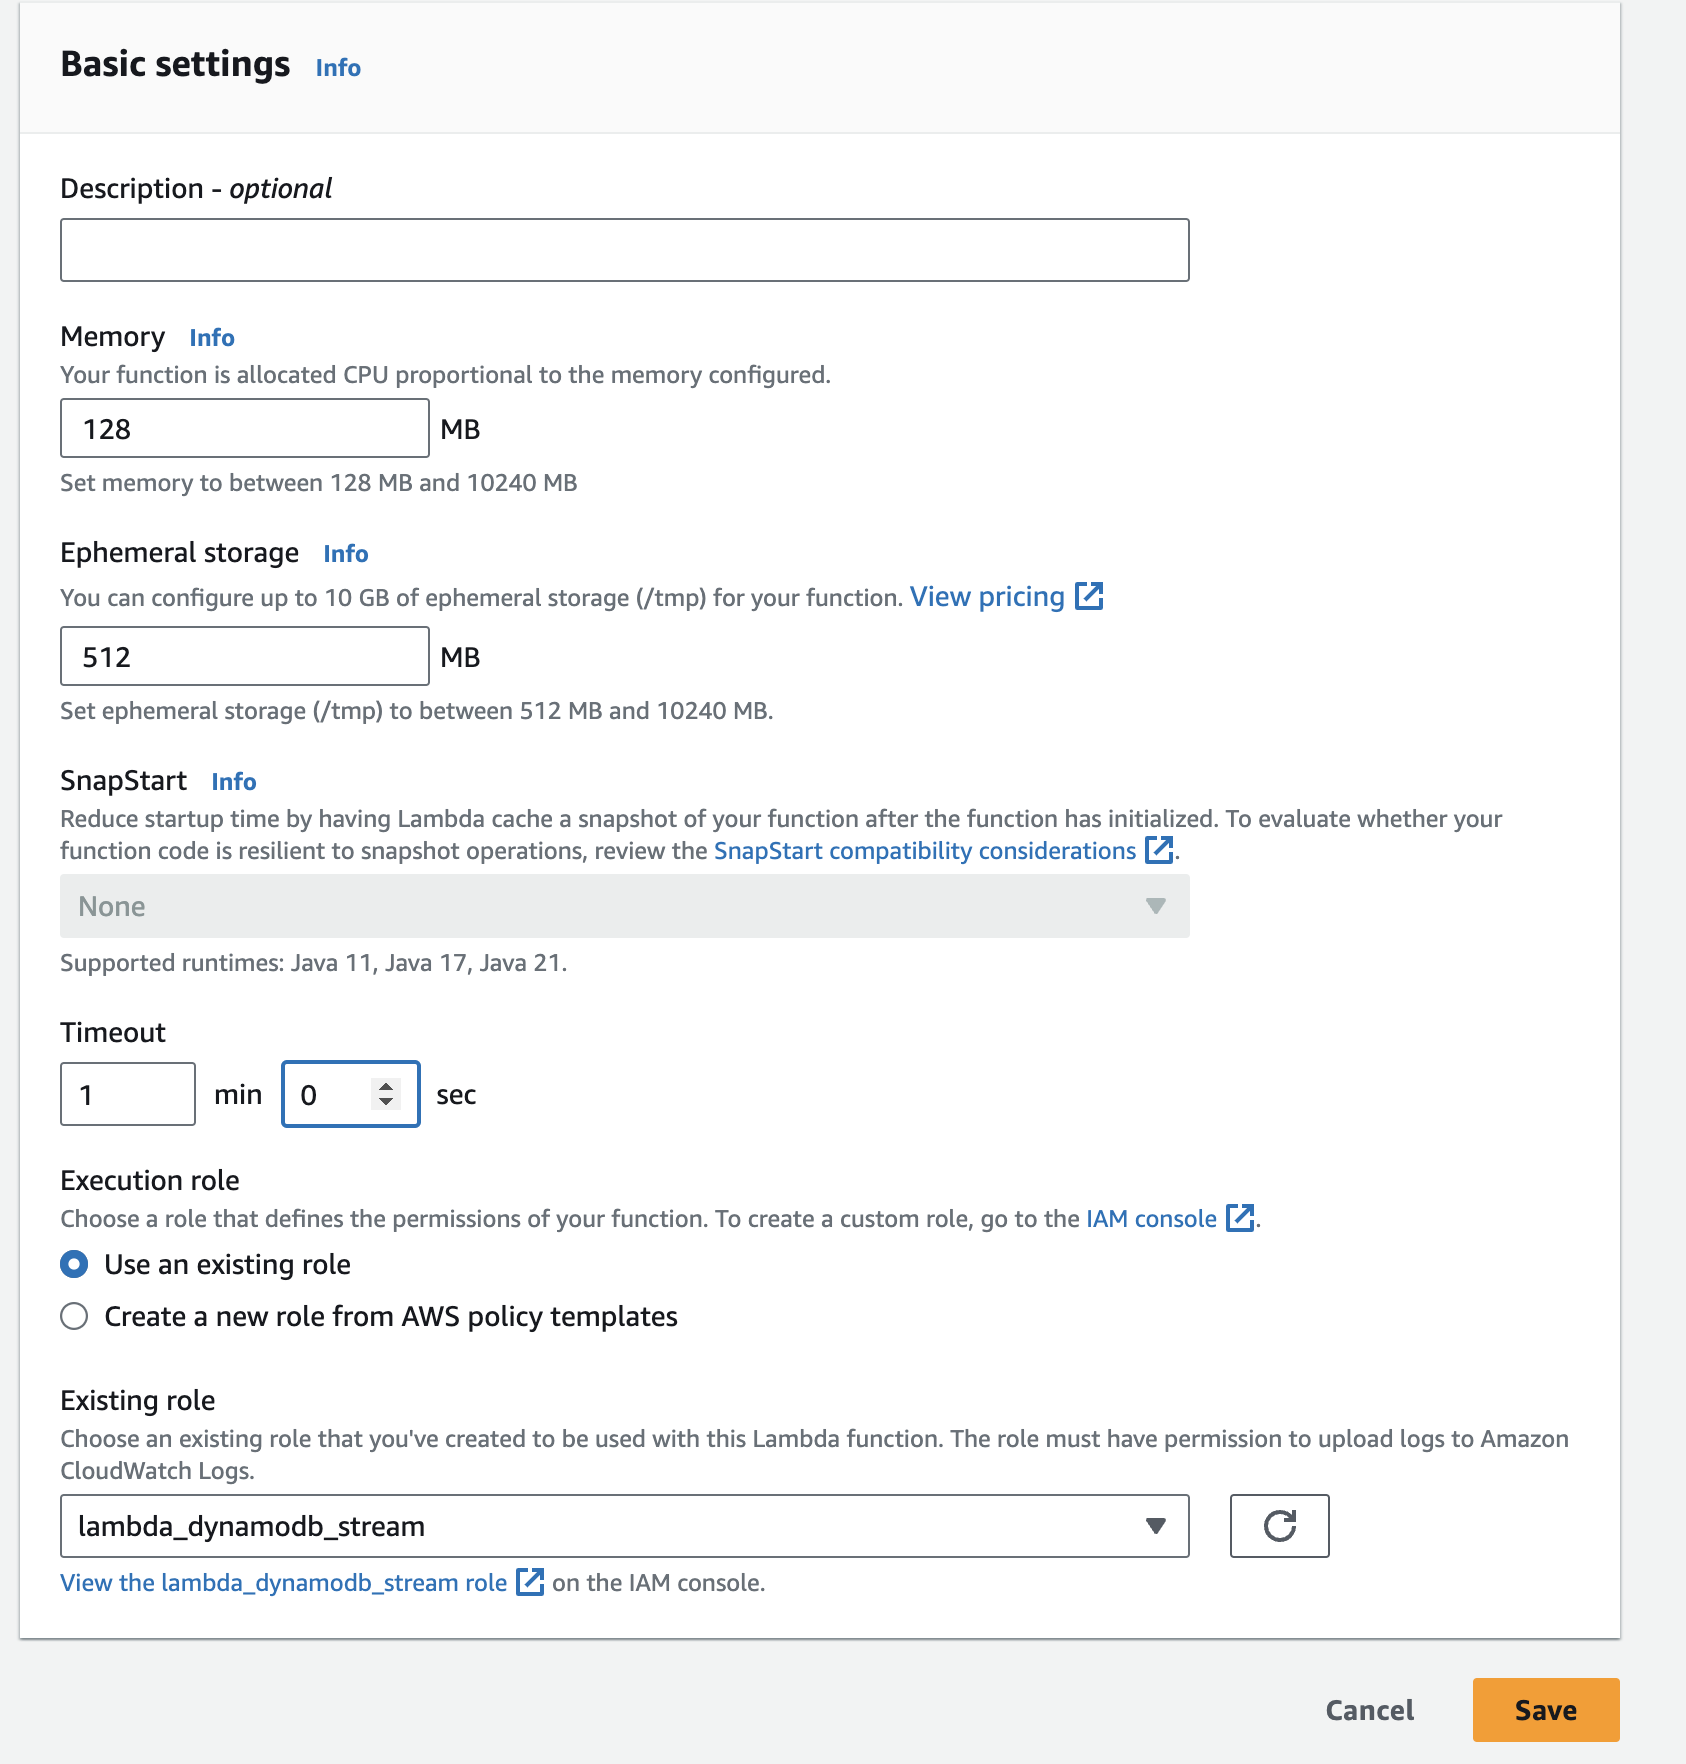 Basic settings Info
Description - optional
Memory Info
Your function is allocated CPU proportional to the memory configured.
128 MB
Set memory to between 128 MB and 10240 MB
Ephemeral storage Info
You can configure up to 10 GB of ephemeral storage (/tmp) for your function. View pricing
512 MB
Set ephemeral storage (/tmp) to between 512 MB and 10240 MB.
SnapStart Info
Reduce startup time by having Lambda cache a snapshot of your function after the function has initialized. To evaluate whether your
function code is resilient to snapshot operations, review the SnapStart compatibility considerations .
None
Supported runtimes: Java 11, Java 17, Java 21.
Timeout
1 min 0 sec
Execution role
Choose a role that defines the permissions of your function. To create a custom role, go to the IAM console .
Use an existing role
Create a new role from AWS policy templates
Existing role
Choose an existing role that you've created to be used with this Lambda function. The role must have permission to upload logs to Amazon
CloudWatch Logs.
lambda_dynamodb_stream
View the lambda_dynamodb_stream role on the IAM console.
Cancel Save